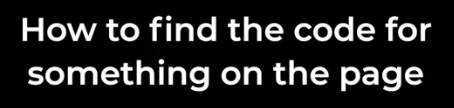 How to find the code for
something on the page